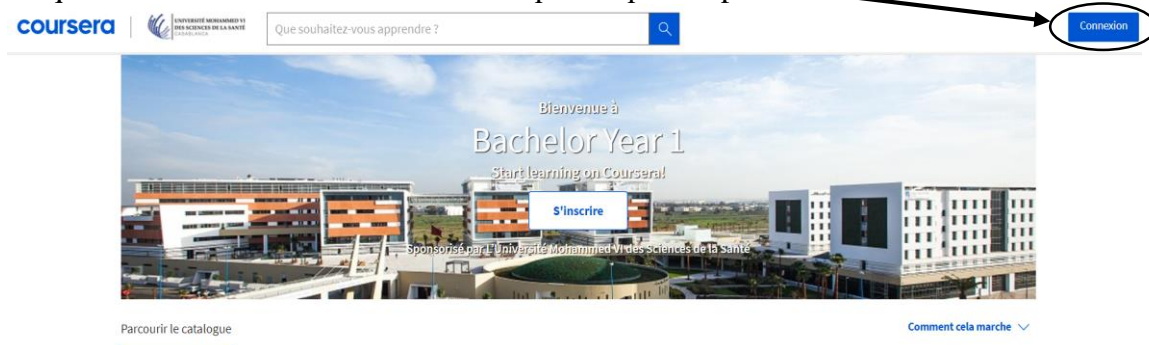 coursera
UNIVERSITÉ MOHAMMED VI
DES SCIENCES DE LA SANTÉ
CASABLANCA
Que souhaitez-vous apprendre ?
Connexion
Bienvenue à
Bachelor Year 1
Start learning on Coursera!
S'inscrire
Sponsorisé par L'Université Mohammed VI des Sciences de la Santé
Parcourir le catalogue
Comment cela marche